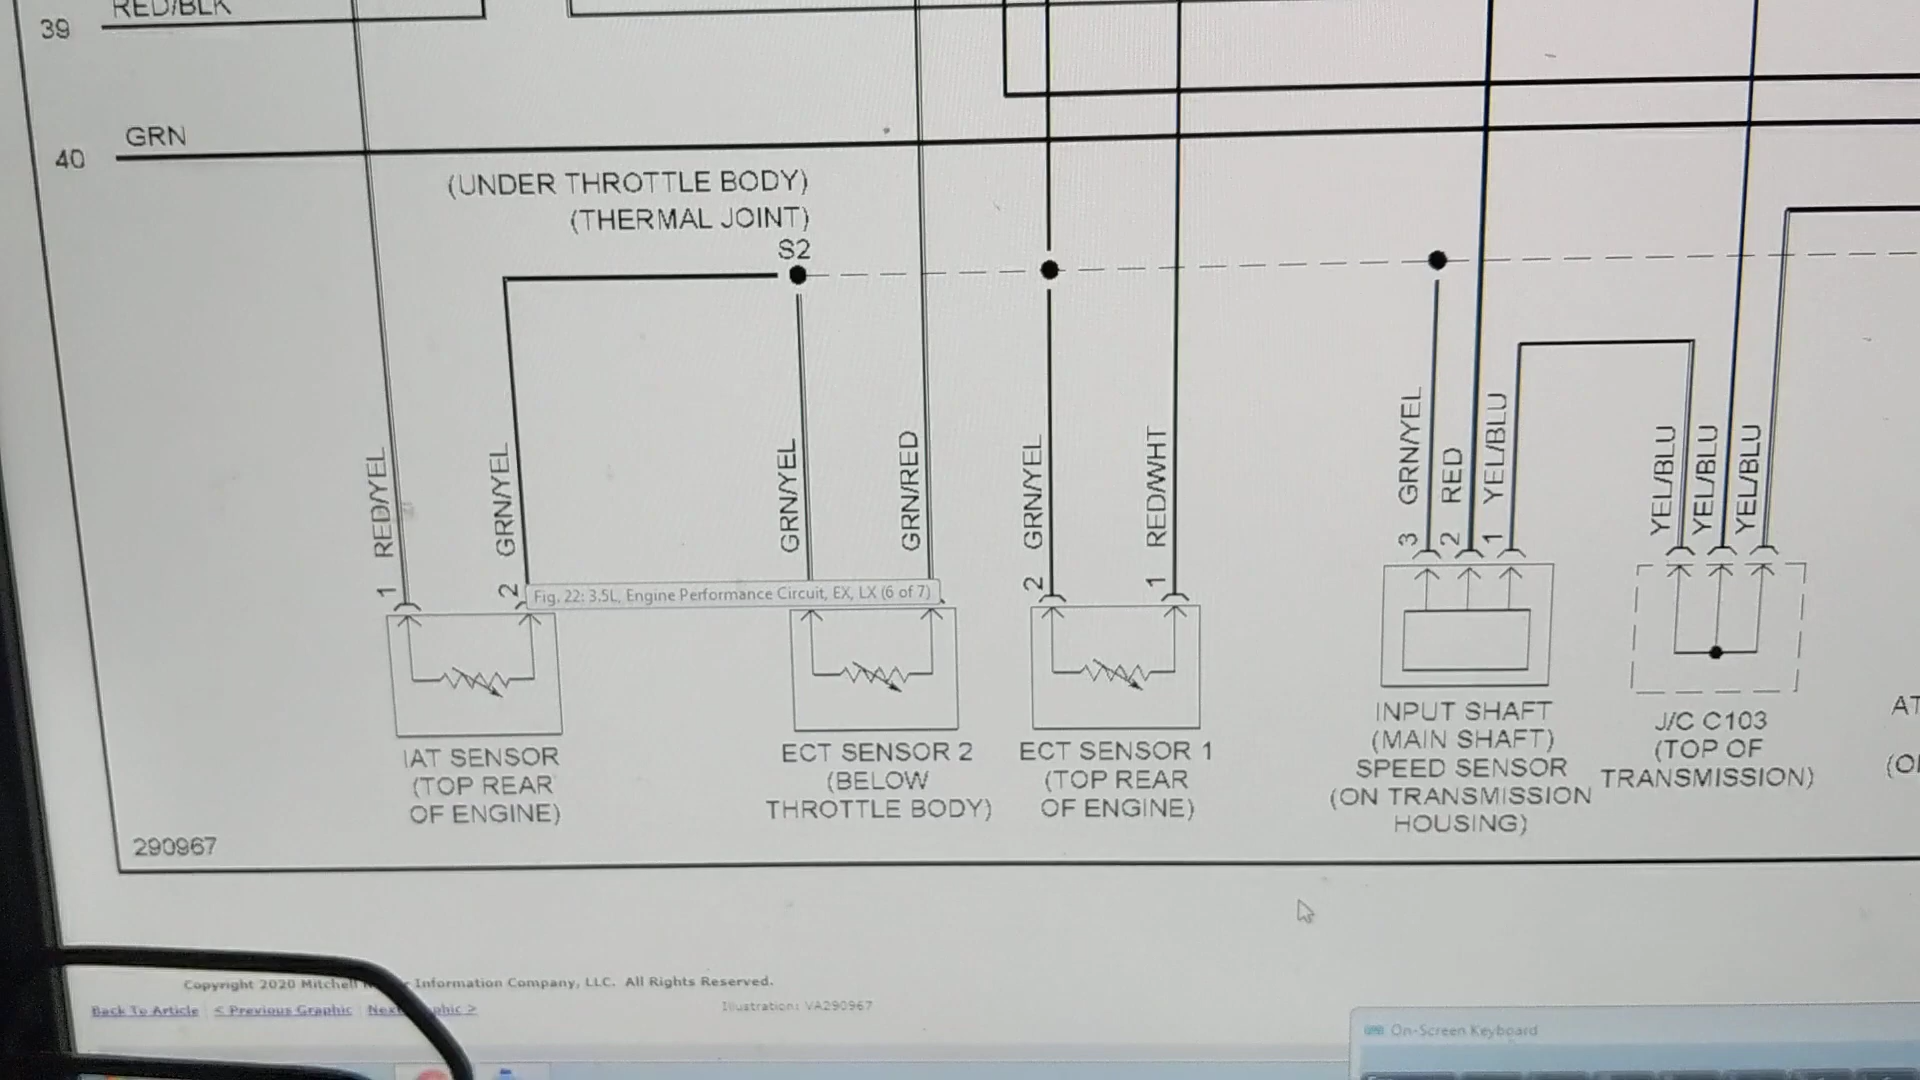 39
RED/BLK
GRN
40
(UNDER THROTTLE BODY)
(THERMAL JOINT)
S2
1 RED/YEL
2 GRN/YEL
GRN/YEL
GRN/RED
2 GRN/YEL
1 RED/WHT
3 GRN/YEL
2 RED
1 YEL/BLU
YEL/BLU
YEL/BLU
YEL/BLU
Fig. 22: 3.5L, Engine Performance Circuit, EX, LX (6 of 7)
IAT SENSOR
(TOP REAR
OF ENGINE)
ECT SENSOR 2
(BELOW
THROTTLE BODY)
ECT SENSOR 1
(TOP REAR
OF ENGINE)
INPUT SHAFT
(MAIN SHAFT)
SPEED SENSOR
(ON TRANSMISSION
HOUSING)
J/C C103
(TOP OF
TRANSMISSION)
AT
290967
Copyright 2020 Mitchell Information Company, LLC. All Rights Reserved.
Back To Article < Previous Graphic Next >
Illustration: VA290967
On-Screen Keyboard